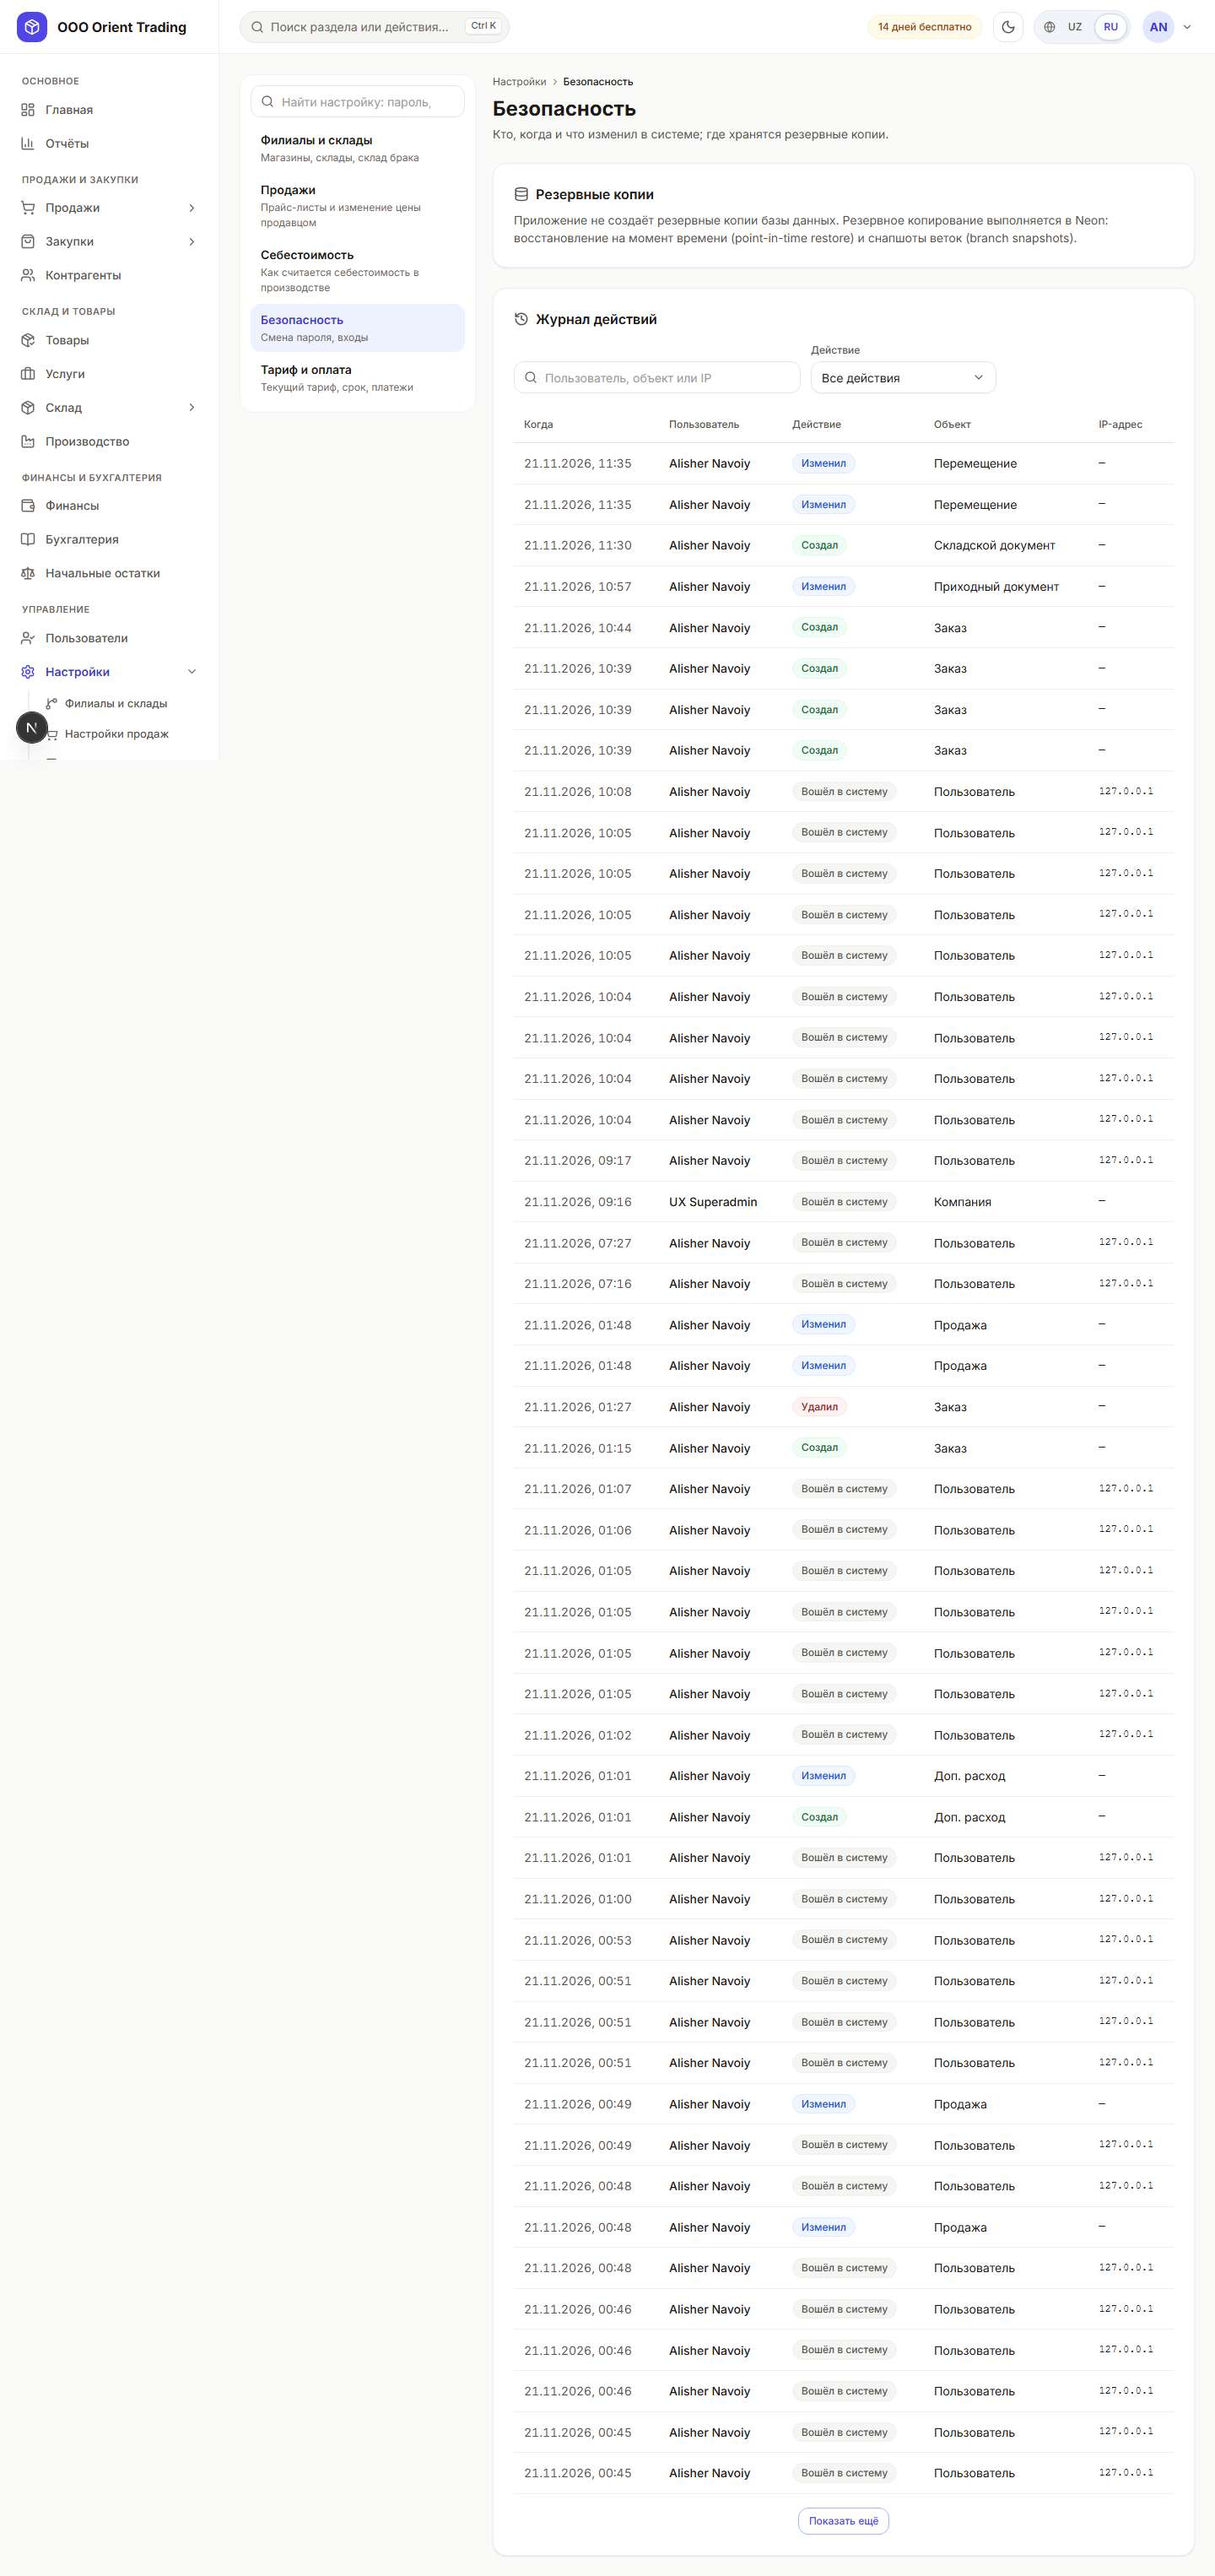 OOO Orient Trading
Поиск раздела или действия...
Ctrl K
14 дней бесплатно
UZ
RU
AN
ОСНОВНОЕ
Главная
Отчёты
ПРОДАЖИ И ЗАКУПКИ
Продажи
Закупки
Контрагенты
СКЛАД И ТОВАРЫ
Товары
Услуги
Склад
Производство
ФИНАНСЫ И БУХГАЛТЕРИЯ
Финансы
Бухгалтерия
Начальные остатки
УПРАВЛЕНИЕ
Пользователи
Настройки
Филиалы и склады
Настройки продаж
N
Найти настройку: пароль,
Филиалы и склады
Магазины, склады, склад брака
Продажи
Прайс-листы и изменение цены
продавцом
Себестоимость
Как считается себестоимость в
производстве
Безопасность
Смена пароля, входы
Тариф и оплата
Текущий тариф, срок, платежи
Настройки > Безопасность
Безопасность
Кто, когда и что изменил в системе; где хранятся резервные копии.
Резервные копии
Приложение не создаёт резервные копии базы данных. Резервное копирование выполняется в Neon:
восстановление на момент времени (point-in-time restore) и снапшоты веток (branch snapshots).
Журнал действий
Действие
Пользователь, объект или IP
Все действия
Когда Пользователь Действие Объект IP-адрес
21.11.2026, 11:35 Alisher Navoiy Изменил Перемещение —
21.11.2026, 11:35 Alisher Navoiy Изменил Перемещение —
21.11.2026, 11:30 Alisher Navoiy Создал Складской документ —
21.11.2026, 10:57 Alisher Navoiy Изменил Приходный документ —
21.11.2026, 10:44 Alisher Navoiy Создал Заказ —
21.11.2026, 10:39 Alisher Navoiy Создал Заказ —
21.11.2026, 10:39 Alisher Navoiy Создал Заказ —
21.11.2026, 10:39 Alisher Navoiy Создал Заказ —
21.11.2026, 10:08 Alisher Navoiy Вошёл в систему Пользователь 127.0.0.1
21.11.2026, 10:05 Alisher Navoiy Вошёл в систему Пользователь 127.0.0.1
21.11.2026, 10:05 Alisher Navoiy Вошёл в систему Пользователь 127.0.0.1
21.11.2026, 10:05 Alisher Navoiy Вошёл в систему Пользователь 127.0.0.1
21.11.2026, 10:05 Alisher Navoiy Вошёл в систему Пользователь 127.0.0.1
21.11.2026, 10:04 Alisher Navoiy Вошёл в систему Пользователь 127.0.0.1
21.11.2026, 10:04 Alisher Navoiy Вошёл в систему Пользователь 127.0.0.1
21.11.2026, 10:04 Alisher Navoiy Вошёл в систему Пользователь 127.0.0.1
21.11.2026, 10:04 Alisher Navoiy Вошёл в систему Пользователь 127.0.0.1
21.11.2026, 09:17 Alisher Navoiy Вошёл в систему Пользователь 127.0.0.1
21.11.2026, 09:16 UX Superadmin Вошёл в систему Компания —
21.11.2026, 07:27 Alisher Navoiy Вошёл в систему Пользователь 127.0.0.1
21.11.2026, 07:16 Alisher Navoiy Вошёл в систему Пользователь 127.0.0.1
21.11.2026, 01:48 Alisher Navoiy Изменил Продажа —
21.11.2026, 01:48 Alisher Navoiy Изменил Продажа —
21.11.2026, 01:27 Alisher Navoiy Удалил Заказ —
21.11.2026, 01:15 Alisher Navoiy Создал Заказ —
21.11.2026, 01:07 Alisher Navoiy Вошёл в систему Пользователь 127.0.0.1
21.11.2026, 01:06 Alisher Navoiy Вошёл в систему Пользователь 127.0.0.1
21.11.2026, 01:05 Alisher Navoiy Вошёл в систему Пользователь 127.0.0.1
21.11.2026, 01:05 Alisher Navoiy Вошёл в систему Пользователь 127.0.0.1
21.11.2026, 01:05 Alisher Navoiy Вошёл в систему Пользователь 127.0.0.1
21.11.2026, 01:05 Alisher Navoiy Вошёл в систему Пользователь 127.0.0.1
21.11.2026, 01:02 Alisher Navoiy Вошёл в систему Пользователь 127.0.0.1
21.11.2026, 01:01 Alisher Navoiy Изменил Доп. расход —
21.11.2026, 01:01 Alisher Navoiy Создал Доп. расход —
21.11.2026, 01:01 Alisher Navoiy Вошёл в систему Пользователь 127.0.0.1
21.11.2026, 01:00 Alisher Navoiy Вошёл в систему Пользователь 127.0.0.1
21.11.2026, 00:53 Alisher Navoiy Вошёл в систему Пользователь 127.0.0.1
21.11.2026, 00:51 Alisher Navoiy Вошёл в систему Пользователь 127.0.0.1
21.11.2026, 00:51 Alisher Navoiy Вошёл в систему Пользователь 127.0.0.1
21.11.2026, 00:51 Alisher Navoiy Вошёл в систему Пользователь 127.0.0.1
21.11.2026, 00:49 Alisher Navoiy Изменил Продажа —
21.11.2026, 00:49 Alisher Navoiy Вошёл в систему Пользователь 127.0.0.1
21.11.2026, 00:48 Alisher Navoiy Вошёл в систему Пользователь 127.0.0.1
21.11.2026, 00:48 Alisher Navoiy Изменил Продажа —
21.11.2026, 00:48 Alisher Navoiy Вошёл в систему Пользователь 127.0.0.1
21.11.2026, 00:46 Alisher Navoiy Вошёл в систему Пользователь 127.0.0.1
21.11.2026, 00:46 Alisher Navoiy Вошёл в систему Пользователь 127.0.0.1
21.11.2026, 00:46 Alisher Navoiy Вошёл в систему Пользователь 127.0.0.1
21.11.2026, 00:45 Alisher Navoiy Вошёл в систему Пользователь 127.0.0.1
21.11.2026, 00:45 Alisher Navoiy Вошёл в систему Пользователь 127.0.0.1
Показать ещё